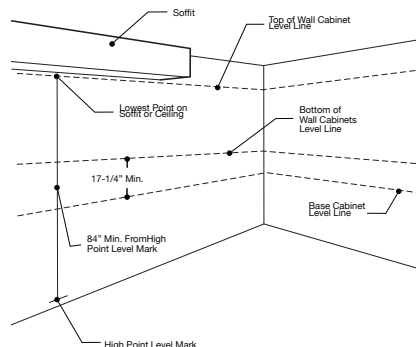 Soffit
Top of Wall Cabinet
Level Line
Lowest Point on
Soffit or Ceiling
Bottom of
Wall Cabinets
Level Line
17-1/4" Min.
Base Cabinet
Level Line
84" Min. FromHigh
Point Level Mark
High Point Level Mark